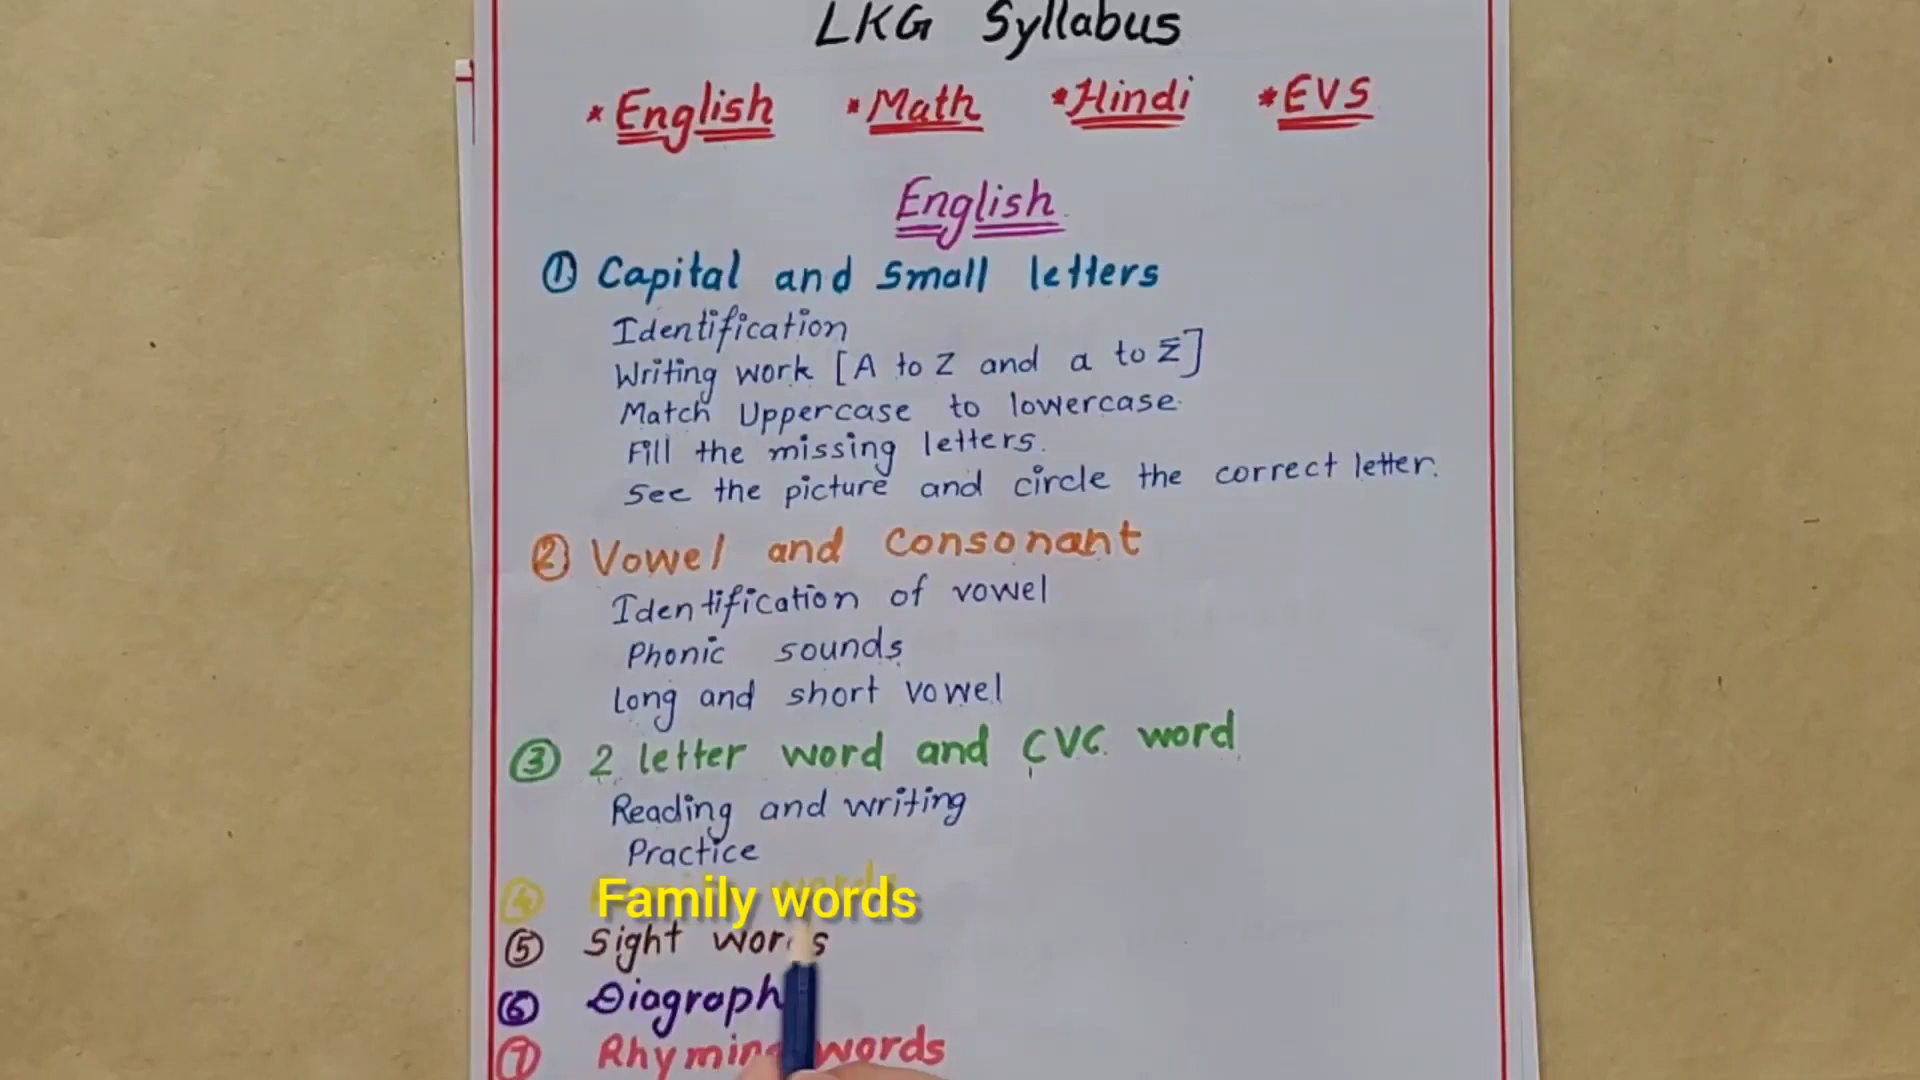 LKG Syllabus
* English * Math * Hindi * EVS
English
① Capital and small letters
Identification
Writing work [A to Z and a to z]
Match Uppercase to lowercase.
Fill the missing letters.
See the picture and circle the correct letter.
② Vowel and consonant
Identification of vowel
Phonic sounds
Long and short vowel
③ 2 letter word and CVC word
Reading and writing
Practice
④ Family words
⑤ Sight words
⑥ Diagraph
⑦ Rhyming words